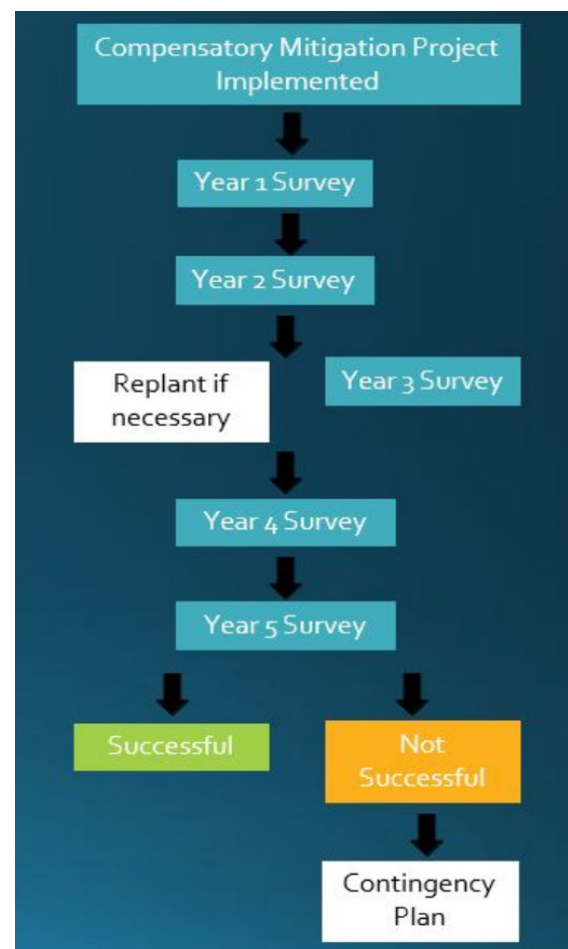 Compensatory Mitigation Project
Implemented
Year 1 Survey
Year 2 Survey
Replant if
necessary
Year 3 Survey
Year 4 Survey
Year 5 Survey
Successful
Not
Successful
Contingency
Plan